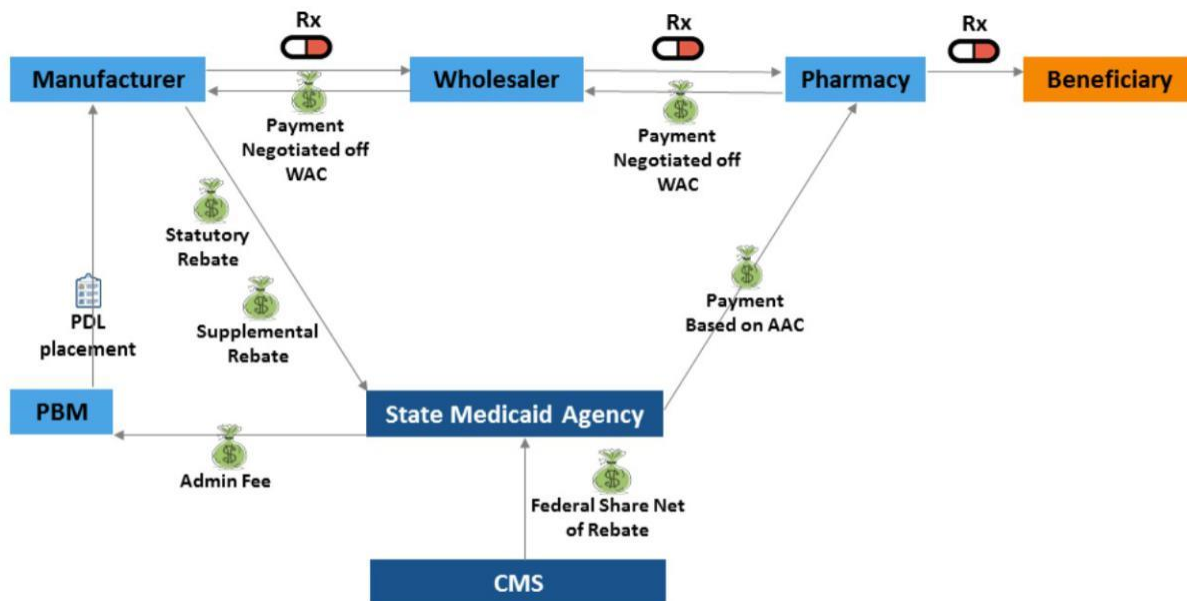 Rx
Rx
Rx
Manufacturer
Wholesaler
Pharmacy
Beneficiary
Payment
Negotiated off
WAC
Payment
Negotiated off
WAC
Statutory
Rebate
Supplemental
Rebate
Payment
Based on AAC
PDL
placement
PBM
State Medicaid Agency
Admin Fee
Federal Share Net
of Rebate
CMS